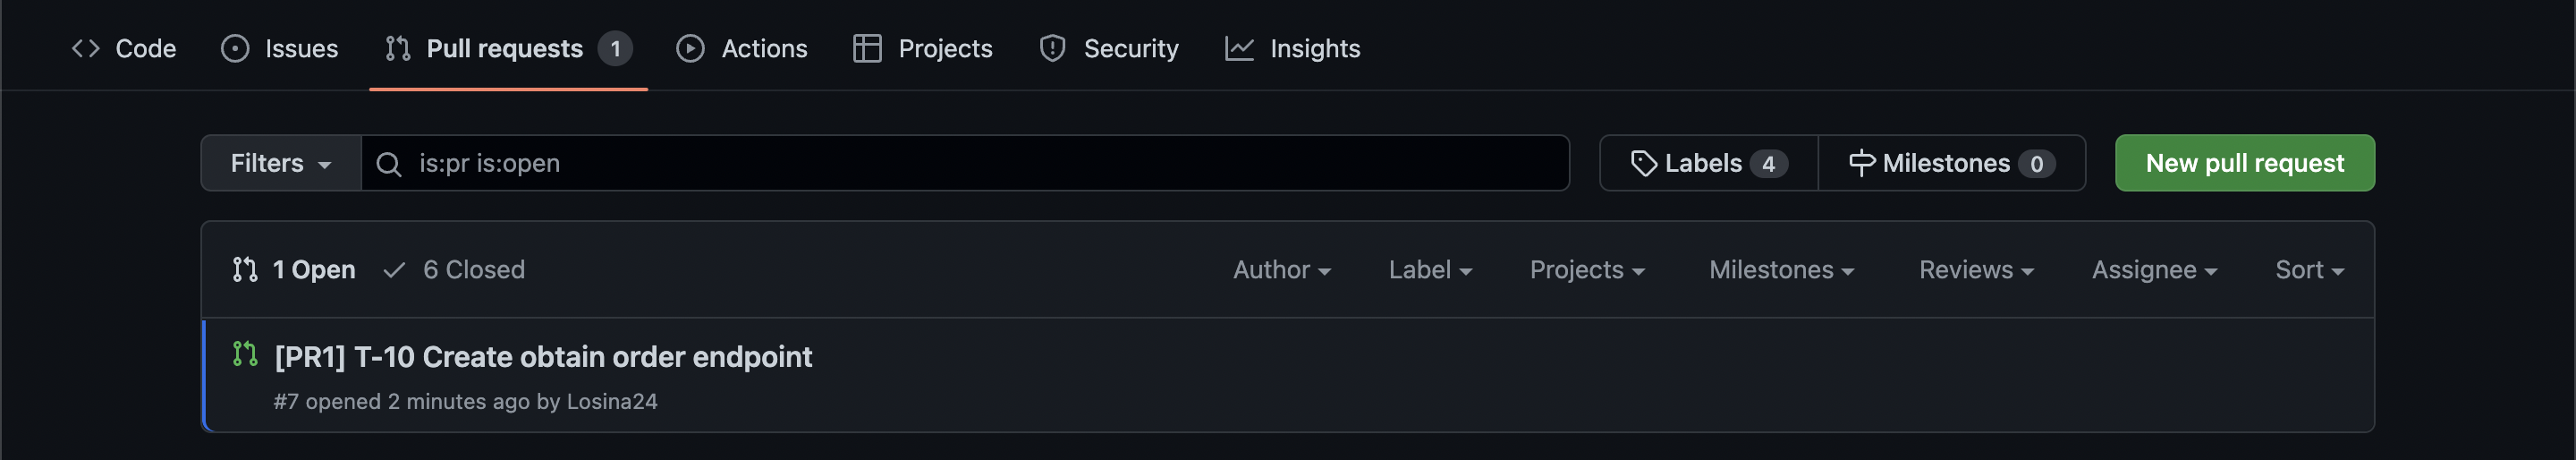 Code Issues Pull requests 1 Actions Projects Security Insights
Filters is:pr is:open Labels 4 Milestones 0 New pull request
1 Open 6 Closed Author Label Projects Milestones Reviews Assignee Sort
[PR1] T-10 Create obtain order endpoint
#7 opened 2 minutes ago by Losina24